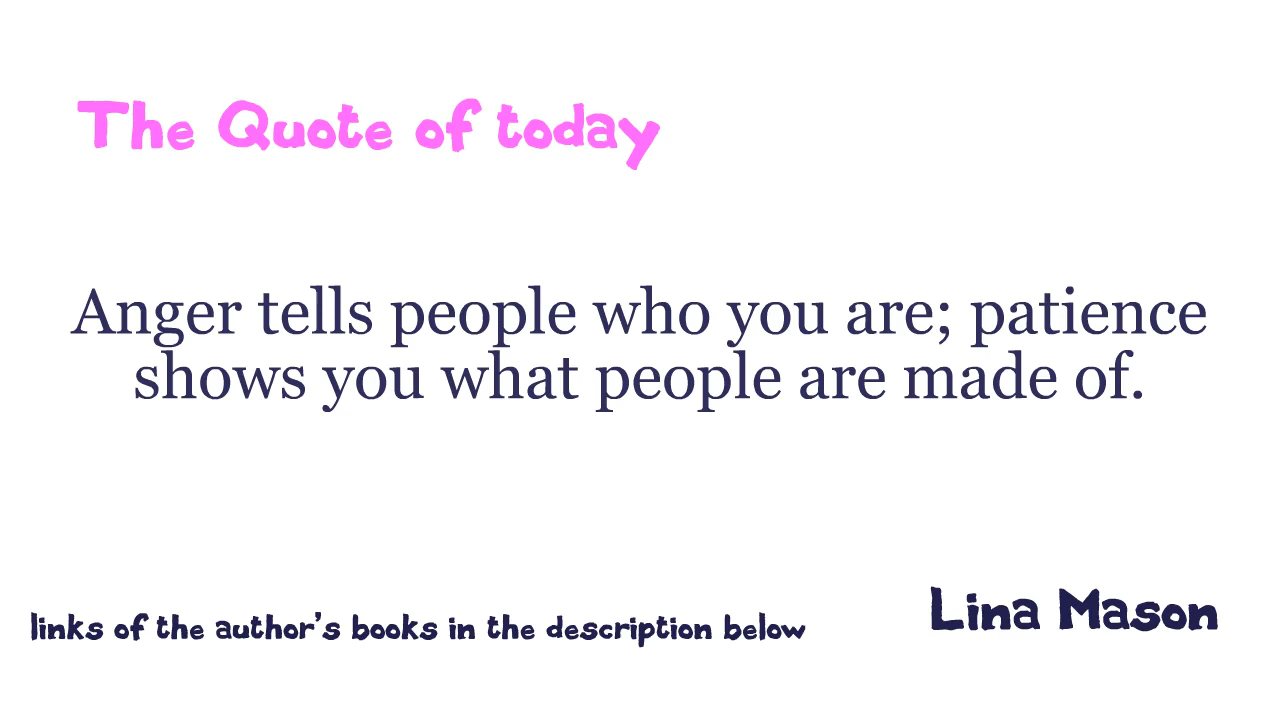 The Quote of today
Anger tells people who you are; patience
shows you what people are made of.
links of the author's books in the description below
Lina Mason